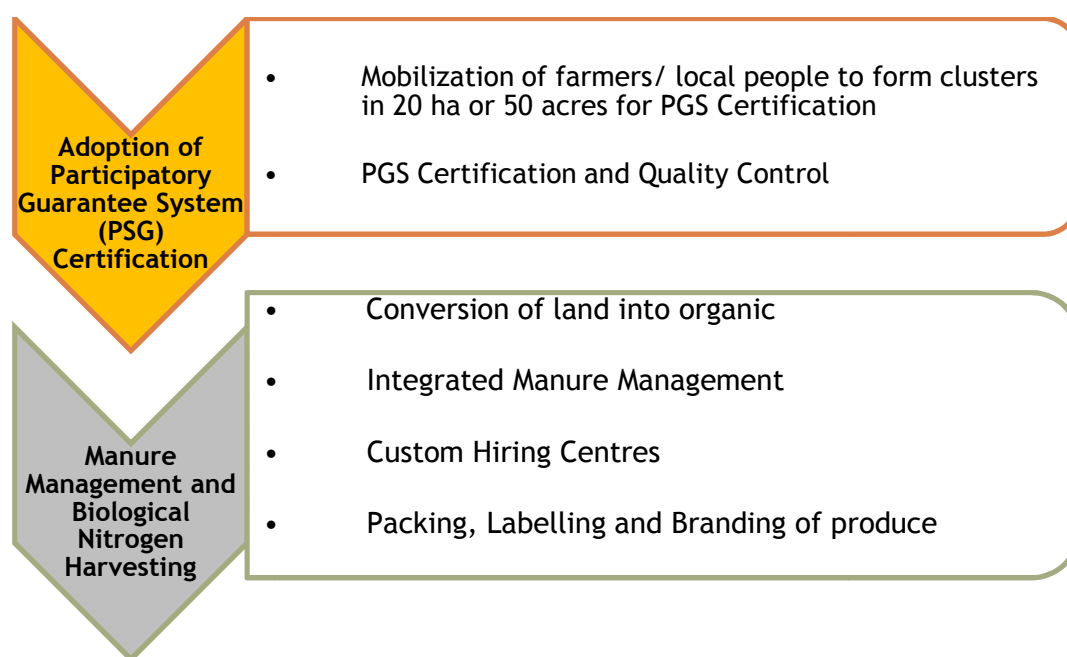 Adoption of
Participatory
Guarantee System
(PSG)
Certification
• Mobilization of farmers/ local people to form clusters
in 20 ha or 50 acres for PGS Certification
• PGS Certification and Quality Control
Manure
Management and
Biological
Nitrogen
Harvesting
• Conversion of land into organic
• Integrated Manure Management
• Custom Hiring Centres
• Packing, Labelling and Branding of produce